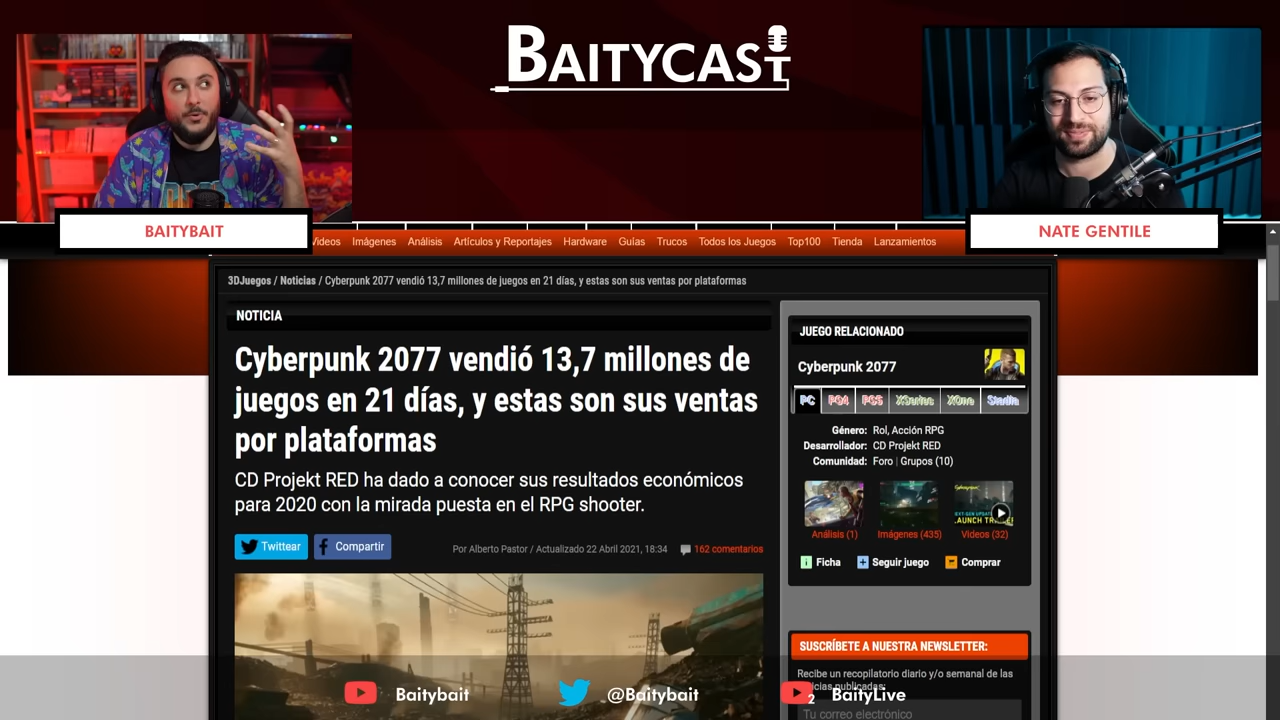 BAITYCAST
BAITYBAIT
NATE GENTILE
Videos Imágenes Análisis Artículos y Reportajes Hardware Guías Trucos Todos los Juegos Top100 Tienda Lanzamientos
3DJuegos / Noticias / Cyberpunk 2077 vendió 13,7 millones de juegos en 21 días, y estas son sus ventas por plataformas
NOTICIA
Cyberpunk 2077 vendió 13,7 millones de
juegos en 21 días, y estas son sus ventas
por plataformas
CD Projekt RED ha dado a conocer sus resultados económicos
para 2020 con la mirada puesta en el RPG shooter.
Twittear Compartir
Por Alberto Pastor / Actualizado 22 Abril 2021, 18:34 162 comentarios
JUEGO RELACIONADO
Cyberpunk 2077
PC PS4 PS5 XSeries XOne Stadia
Género: Rol, Acción RPG
Desarrollador: CD Projekt RED
Comunidad: Foro | Grupos (10)
Análisis (1) Imágenes (435) Videos (32)
Ficha Seguir juego Comprar
SUSCRÍBETE A NUESTRA NEWSLETTER:
Recibe un recopilatorio diario y/o semanal de las
publicadas:
Tu correo electrónico
Baitybait @Baitybait 2 BaityLive